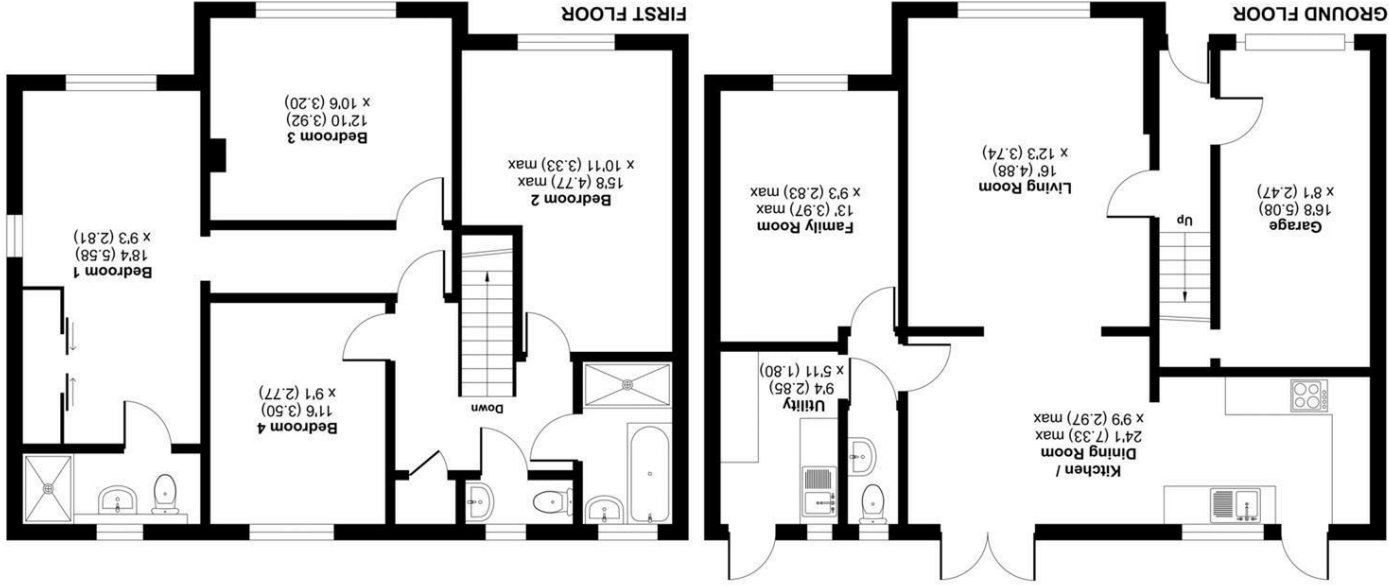 GROUND FLOOR
Garage
16'8 (5.08)
x 8'1 (2.47)
Up
Living Room
16' (4.88)
x 12'3 (3.74)
Family Room
13' (3.97) max
x 9'3 (2.83) max
Kitchen /
Dining Room
24'1 (7.33) max
x 9'9 (2.97) max
Utility
9'4 (2.85)
x 5'11 (1.80)
FIRST FLOOR
Bedroom 2
15'8 (4.77) max
x 10'11 (3.33) max
Bedroom 3
12'10 (3.92)
x 10'6 (3.20)
Bedroom 1
18'4 (5.58)
x 9'3 (2.81)
Down
Bedroom 4
11'6 (3.50)
x 9'1 (2.77)